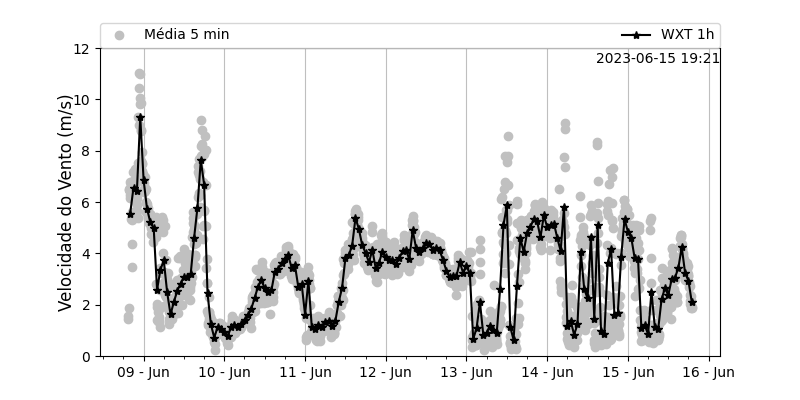 Média 5 min
WXT 1h
2023-06-15 19:21
Velocidade do Vento (m/s)
12
10
8
6
4
2
0
09 - Jun
10 - Jun
11 - Jun
12 - Jun
13 - Jun
14 - Jun
15 - Jun
16 - Jun